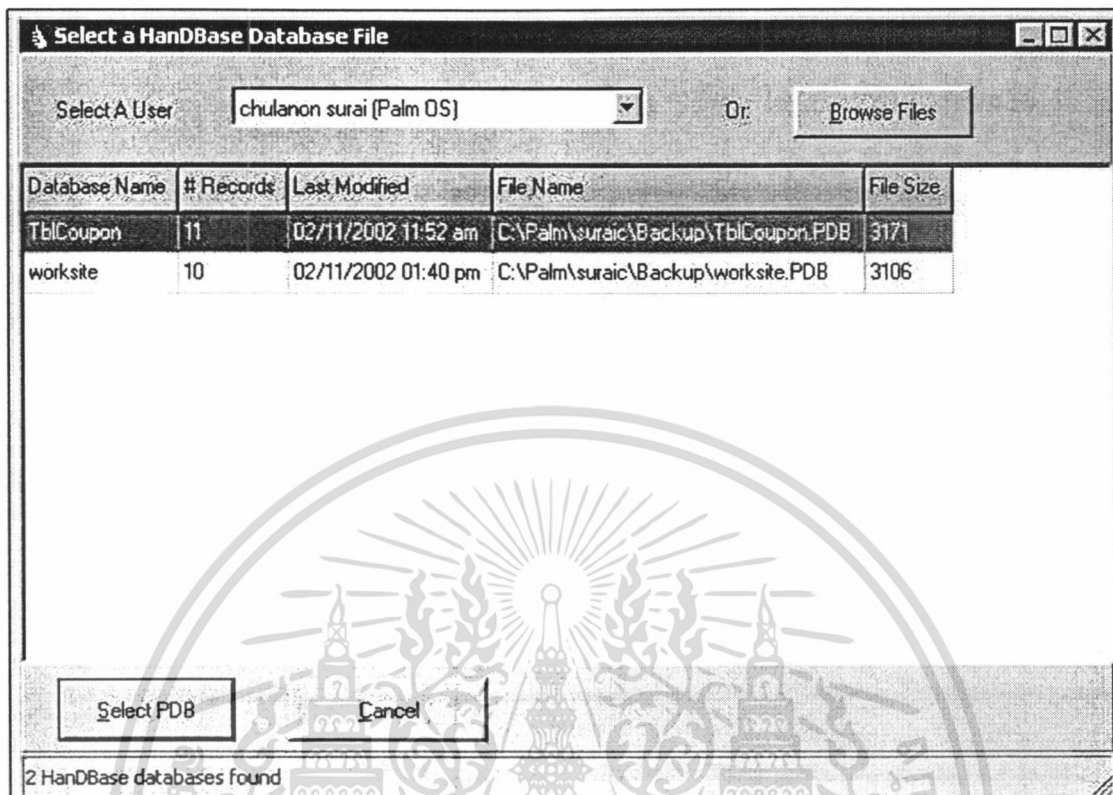 Select a HanDBase Database File
Select A User chulanon surai (Palm OS) Or: Browse Files
Database Name # Records Last Modified File Name File Size
TblCoupon 11 02/11/2002 11:52 am C:\Palm\suraic\Backup\TblCoupon.PDB 3171
worksite 10 02/11/2002 01:40 pm C:\Palm\suraic\Backup\worksite.PDB 3106
Select PDB Cancel
2 HanDBase databases found